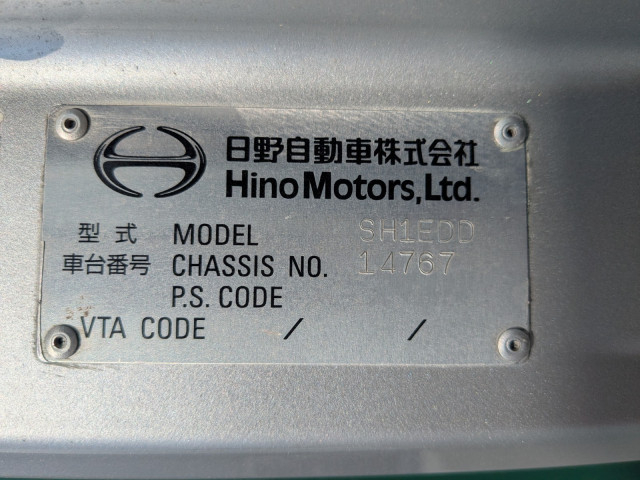 日野自動車株式会社
Hino Motors, Ltd.
型式 MODEL SH1EDD
車台番号 CHASSIS NO. 14767
P.S. CODE
VTA CODE / /